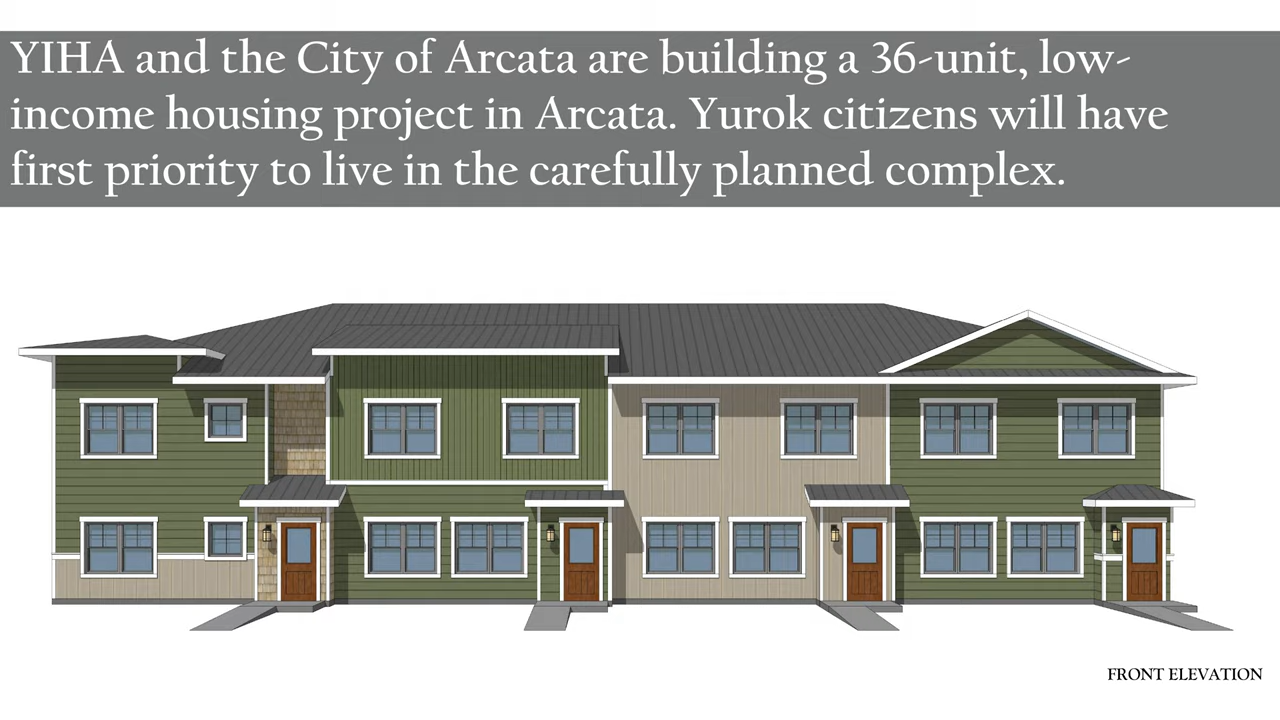 YIHA and the City of Arcata are building a 36-unit, low-
income housing project in Arcata. Yurok citizens will have
first priority to live in the carefully planned complex.
FRONT ELEVATION